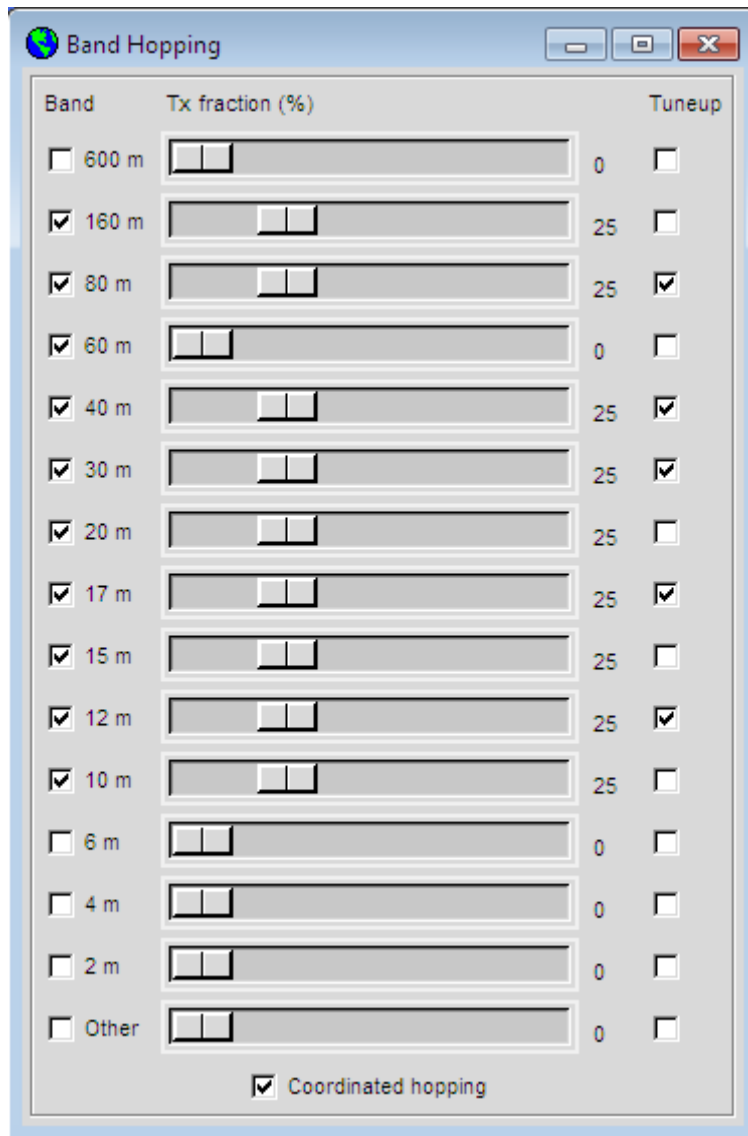 Band Hopping
Band Tx fraction (%) Tuneup
600 m 0
160 m 25
80 m 25
60 m 0
40 m 25
30 m 25
20 m 25
17 m 25
15 m 25
12 m 25
10 m 25
6 m 0
4 m 0
2 m 0
Other 0
Coordinated hopping